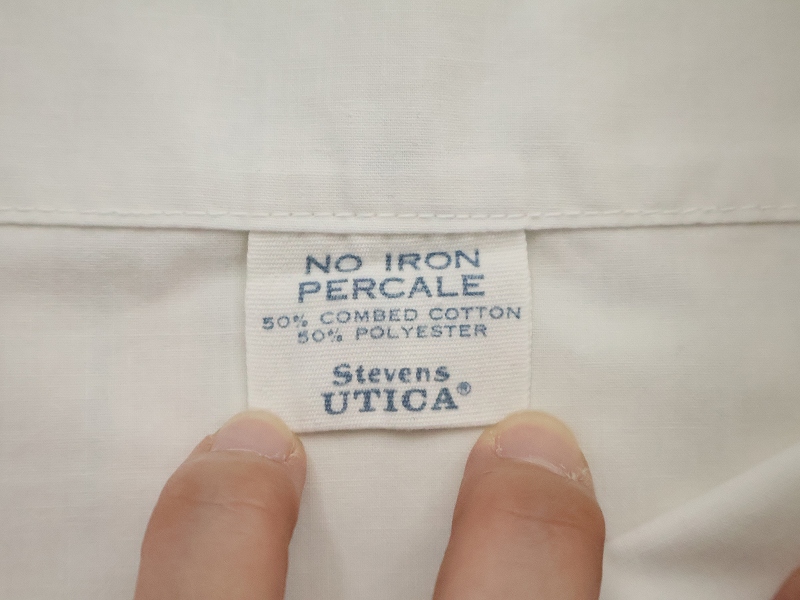 NO IRON
PERCALE
50% COMBED COTTON
50% POLYESTER
Stevens
UTICA®